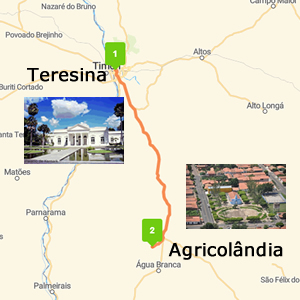 Nazaré do Bruno
Campo Maior
Povoado Brejinho
1
Altos
Timon
Teresina
Buriti Cortado
Alto Longá
Matões
Parnarama
2
Agricolândia
Água Branca
Palmeirais
São Félix do